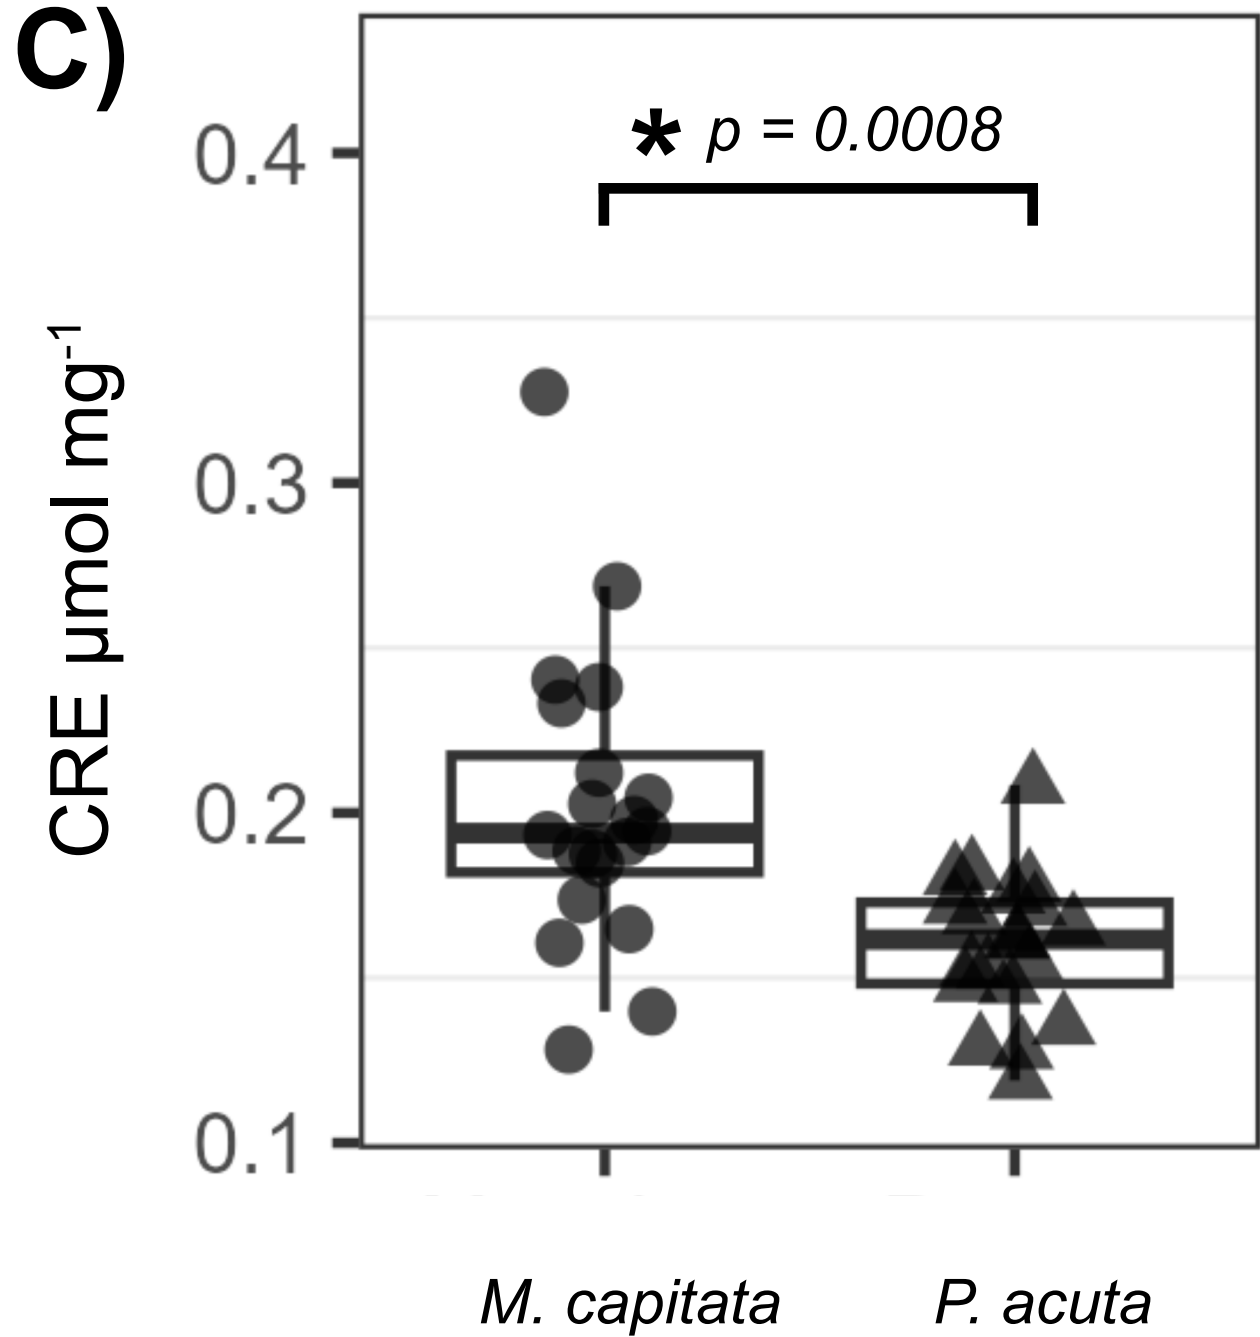 C)
* p = 0.0008
0.4
0.3
0.2
0.1
CRE µmol mg⁻¹
M. capitata
P. acuta